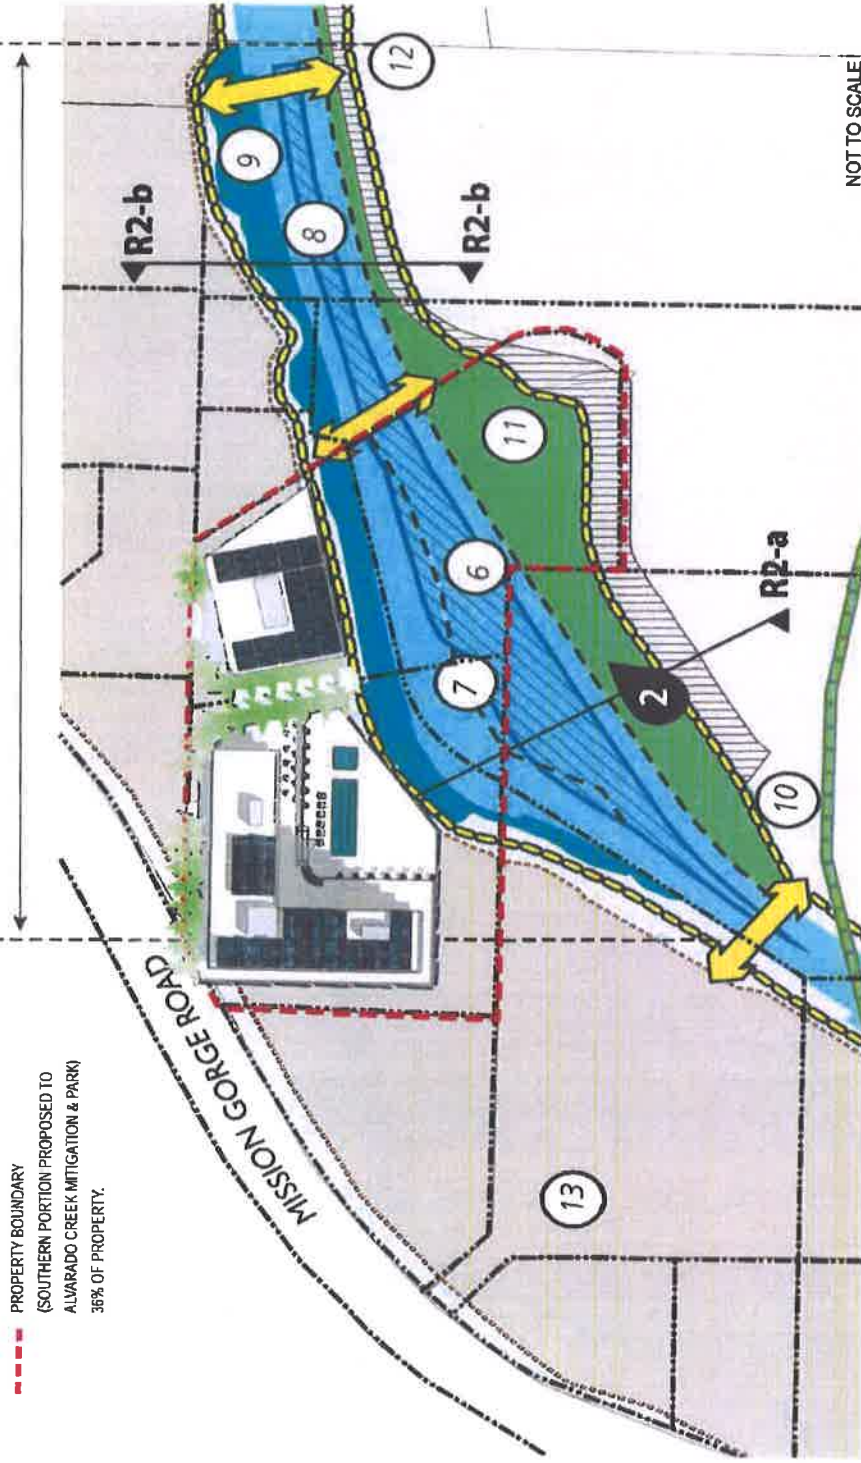 PROPERTY BOUNDARY
(SOUTHERN PORTION PROPOSED TO
ALVARADO CREEK MITIGATION & PARK)
36% OF PROPERTY.
MISSION GORGE ROAD
R2-b
R2-b
R2-a
12
9
8
11
6
7
2
10
13
NOT TO SCALE